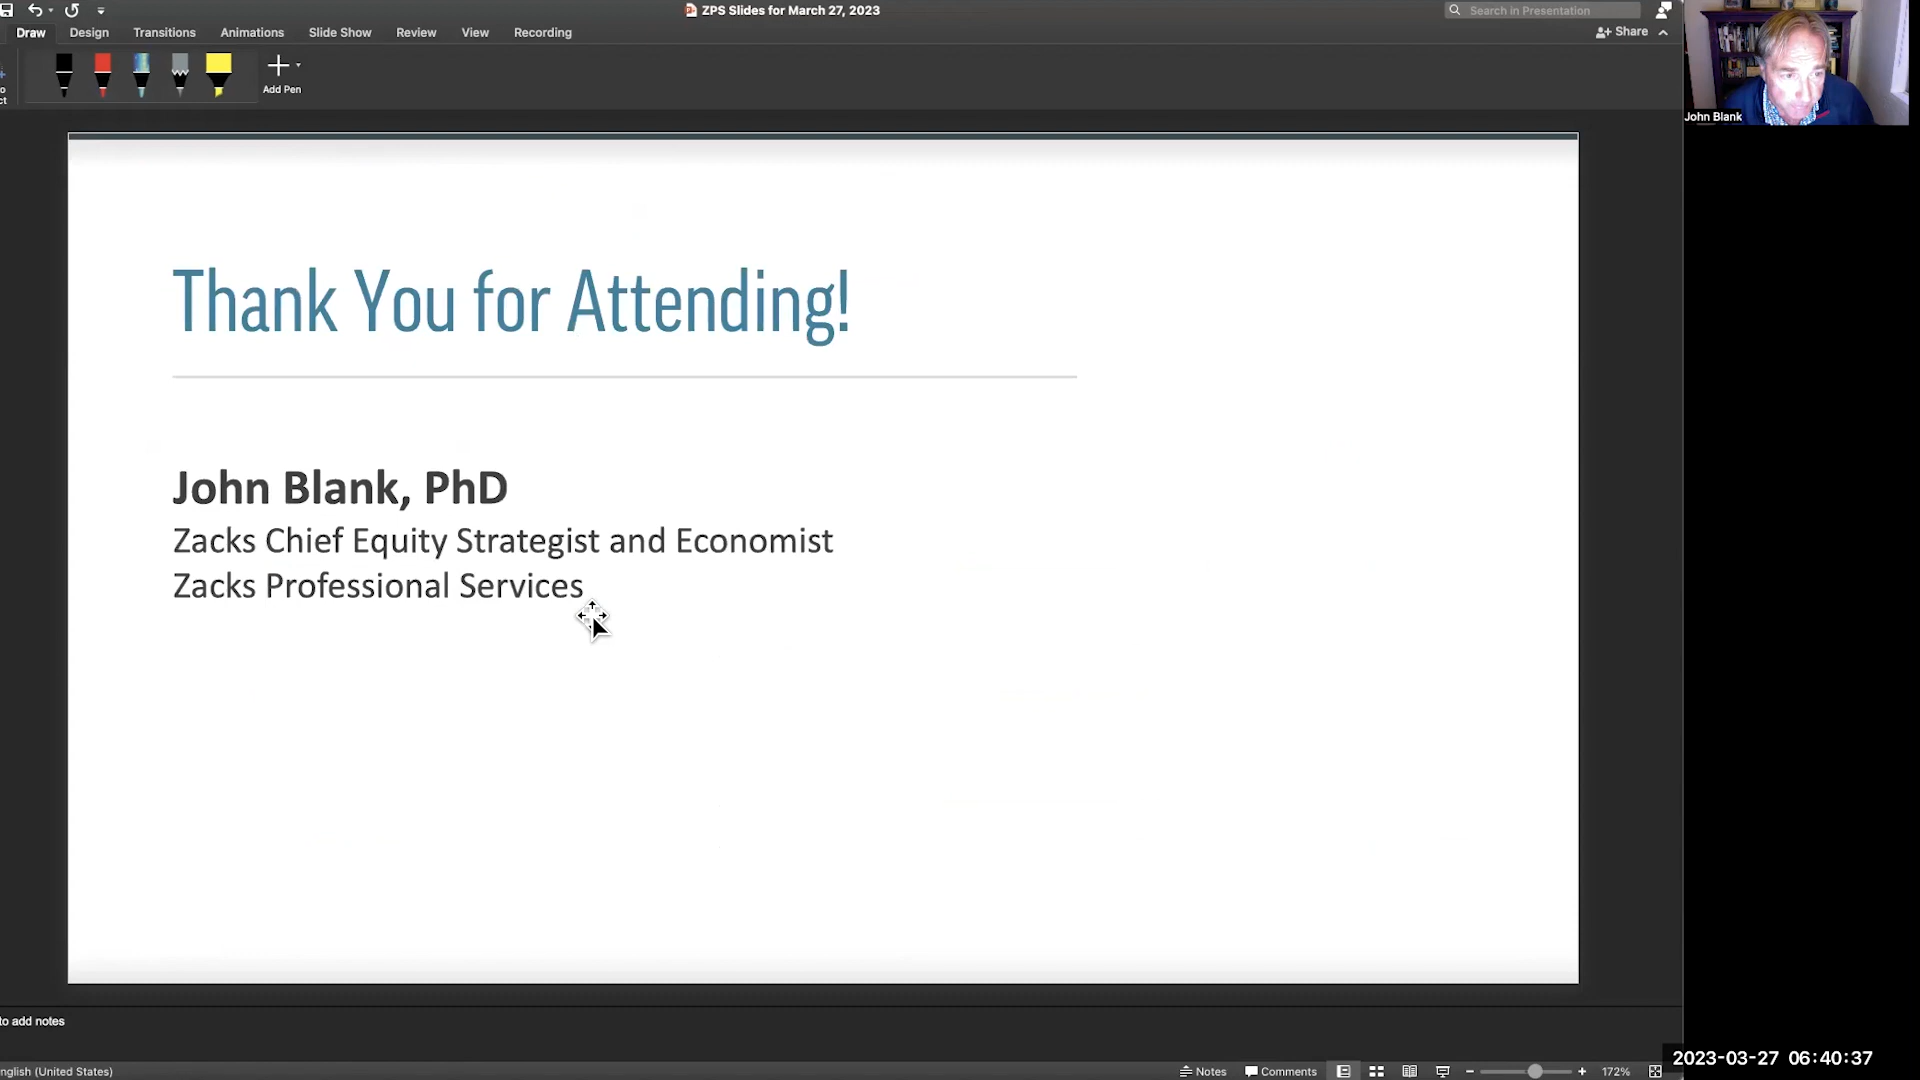 ZPS Slides for March 27, 2023
Search in Presentation
Draw Design Transitions Animations Slide Show Review View Recording
Share
Add Pen
John Blank
Thank You for Attending!
John Blank, PhD
Zacks Chief Equity Strategist and Economist
Zacks Professional Services
to add notes
nglish (United States)
Notes Comments 172%
2023-03-27 06:40:37